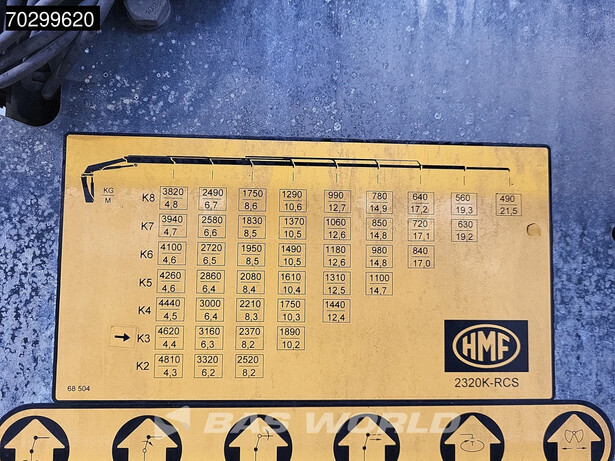 70299620
KG
M
K8 3820 2490 1750 1290 990 780 640 560 490
4,8 6,7 8,6 10,6 12,7 14,9 17,2 19,3 21,5
K7 3940 2580 1830 1370 1060 850 720 630
4,7 6,6 8,5 10,5 12,6 14,8 17,1 19,2
K6 4100 2720 1950 1490 1180 980 840
4,6 6,5 8,5 10,5 12,6 14,8 17,0
K5 4260 2860 2080 1610 1310 1100
4,6 6,4 8,4 10,4 12,5 14,7
K4 4440 3000 2210 1750 1440
4,5 6,4 8,3 10,3 12,4
K3 4620 3160 2370 1890
4,4 6,3 8,2 10,2
K2 4810 3320 2520
4,3 6,2 8,2
HMF
2320K-RCS
68 504
BAS WORLD